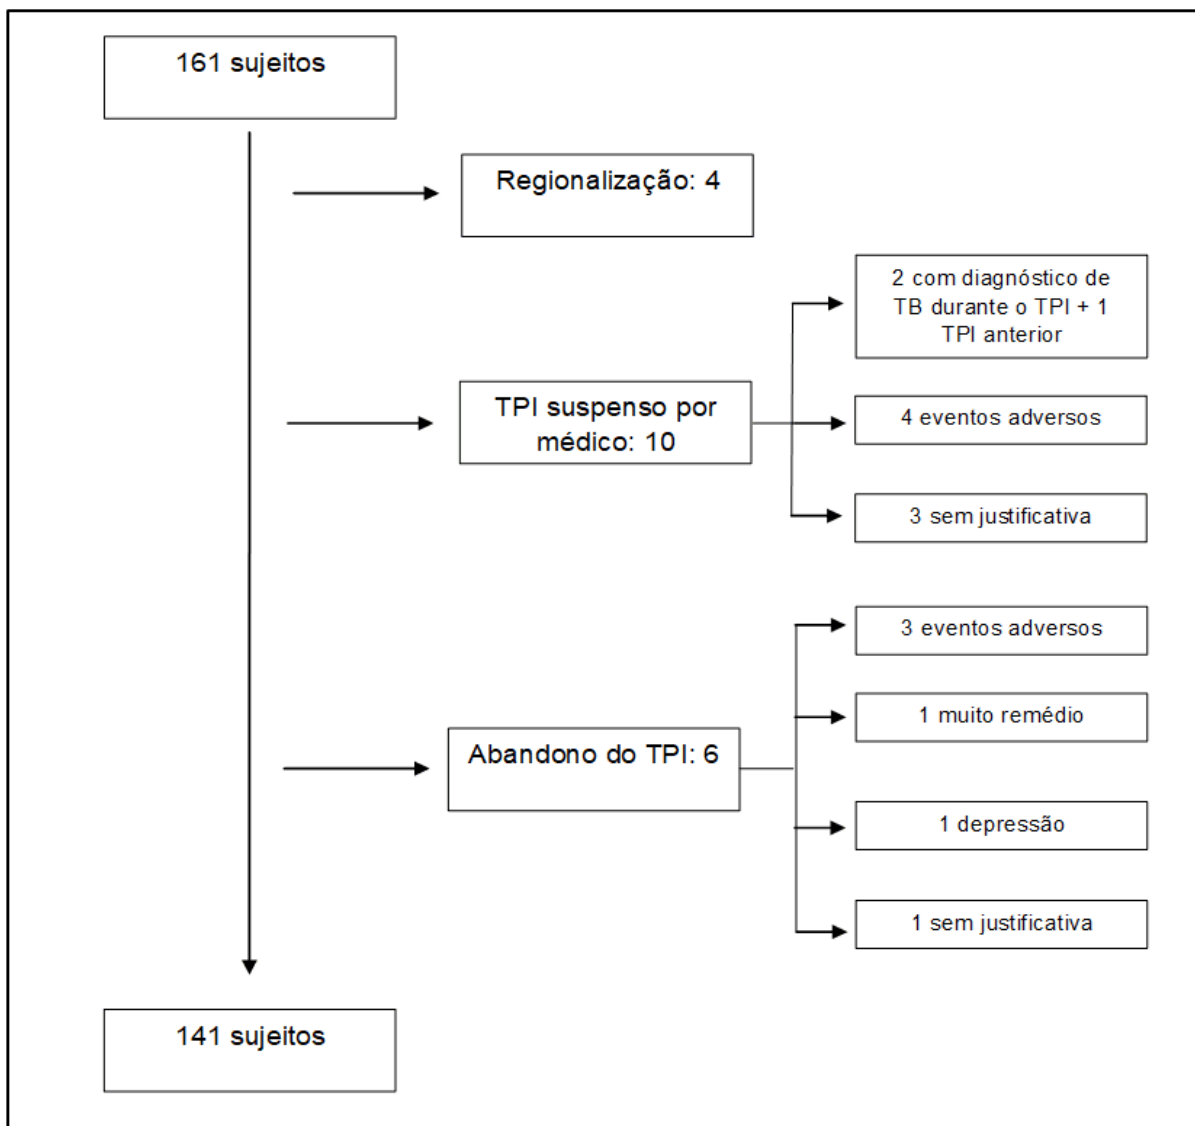 161 sujeitos
Regionalização: 4
TPI suspenso por
médico: 10
2 com diagnóstico de
TB durante o TPI + 1
TPI anterior
4 eventos adversos
3 sem justificativa
Abandono do TPI: 6
3 eventos adversos
1 muito remédio
1 depressão
1 sem justificativa
141 sujeitos